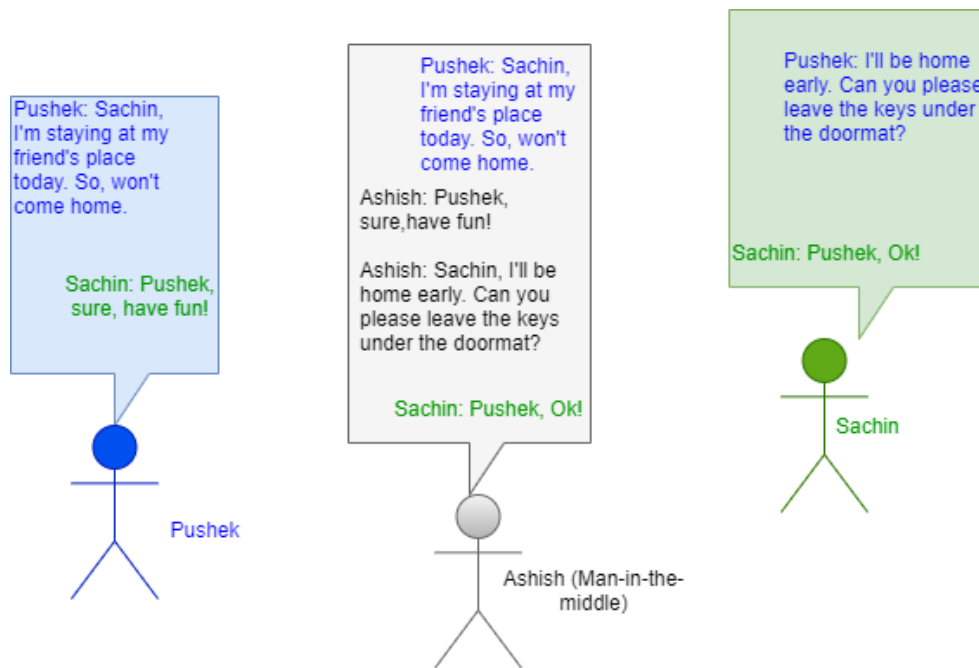 Pushek: Sachin,
I'm staying at my
friend's place
today. So, won't
come home.
Sachin: Pushek,
sure, have fun!
Pushek
Pushek: Sachin,
I'm staying at my
friend's place
today. So, won't
come home.
Ashish: Pushek,
sure,have fun!
Ashish: Sachin, I'll be
home early. Can you
please leave the keys
under the doormat?
Sachin: Pushek, Ok!
Ashish (Man-in-the-
middle)
Pushek: I'll be home
early. Can you please
leave the keys under
the doormat?
Sachin: Pushek, Ok!
Sachin